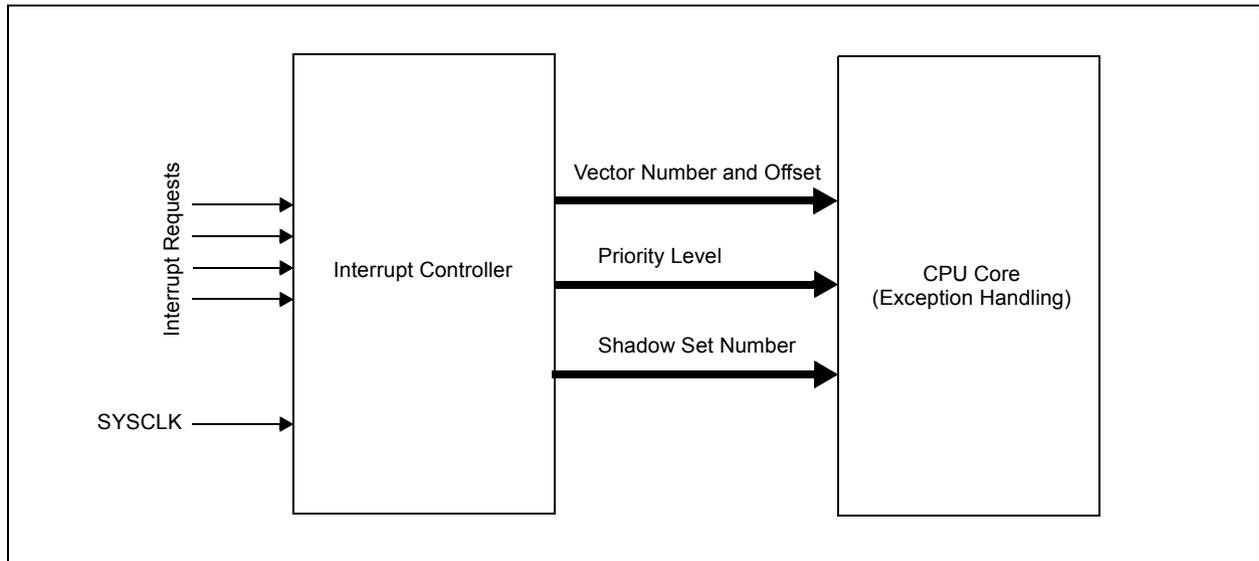 Interrupt Requests
SYSCLK
Interrupt Controller
Vector Number and Offset
Priority Level
Shadow Set Number
CPU Core
(Exception Handling)